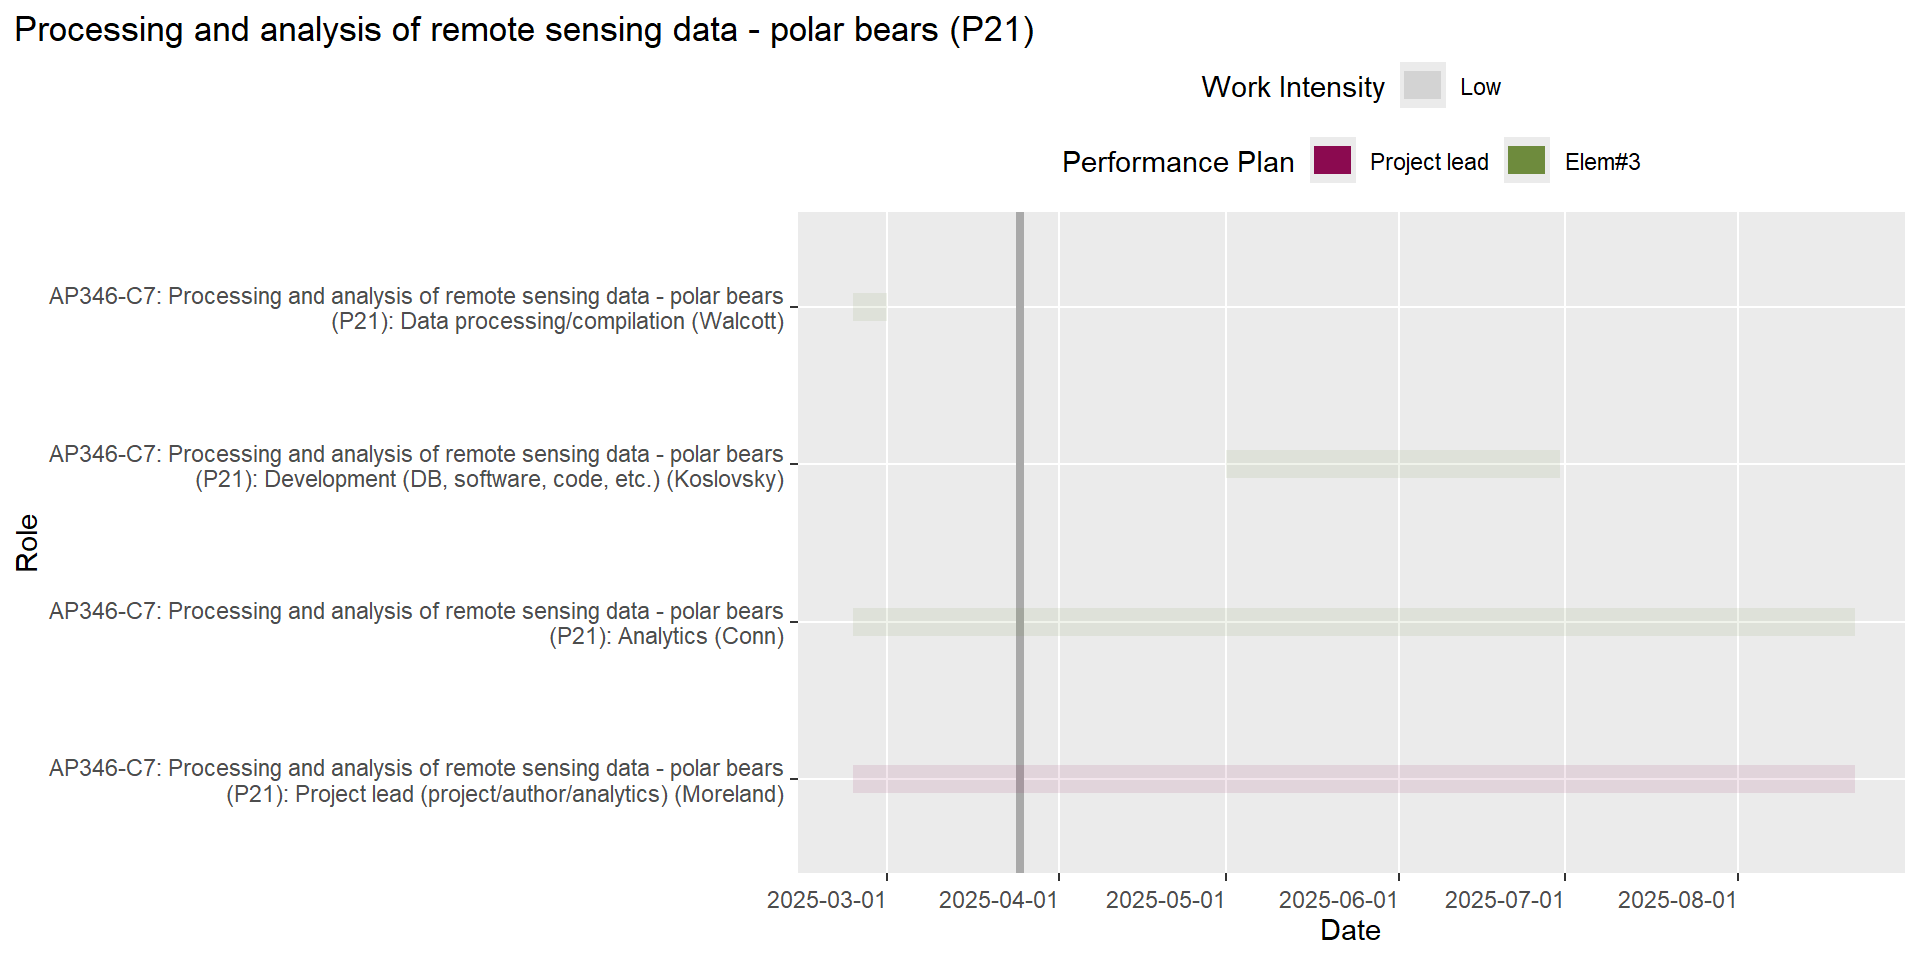 Processing and analysis of remote sensing data - polar bears (P21)
Work Intensity Low
Performance Plan Project lead Elem#3
AP346-C7: Processing and analysis of remote sensing data - polar bears
(P21): Data processing/compilation (Walcott)
AP346-C7: Processing and analysis of remote sensing data - polar bears
(P21): Development (DB, software, code, etc.) (Koslovsky)
Role
AP346-C7: Processing and analysis of remote sensing data - polar bears
(P21): Analytics (Conn)
AP346-C7: Processing and analysis of remote sensing data - polar bears
(P21): Project lead (project/author/analytics) (Moreland)
2025-03-01 2025-04-01 2025-05-01 2025-06-01 2025-07-01 2025-08-01
Date